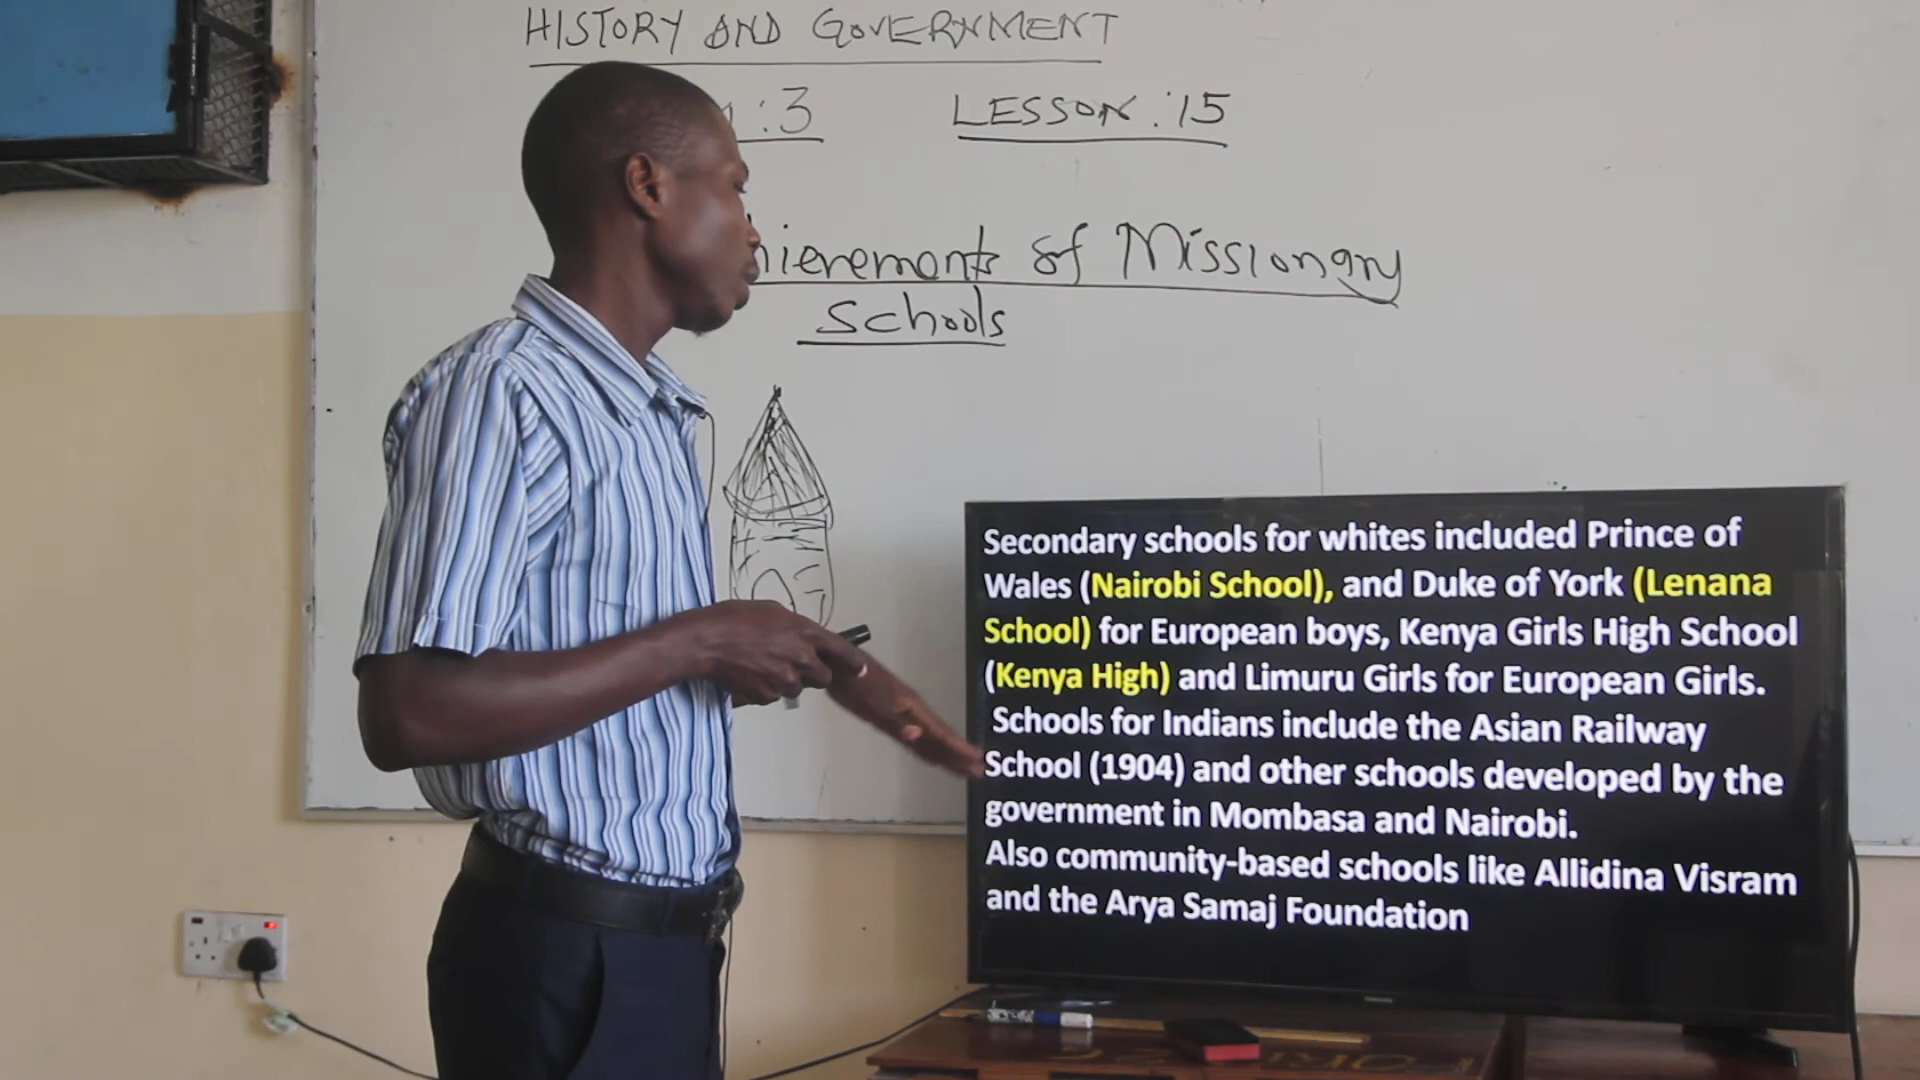 HISTORY AND GOVERNMENT
: 3 LESSON : 15
hievements of Missionary
Schools
Secondary schools for whites included Prince of
Wales (Nairobi School), and Duke of York (Lenana
School) for European boys, Kenya Girls High School
(Kenya High) and Limuru Girls for European Girls.
Schools for Indians include the Asian Railway
School (1904) and other schools developed by the
government in Mombasa and Nairobi.
Also community-based schools like Allidina Visram
and the Arya Samaj Foundation